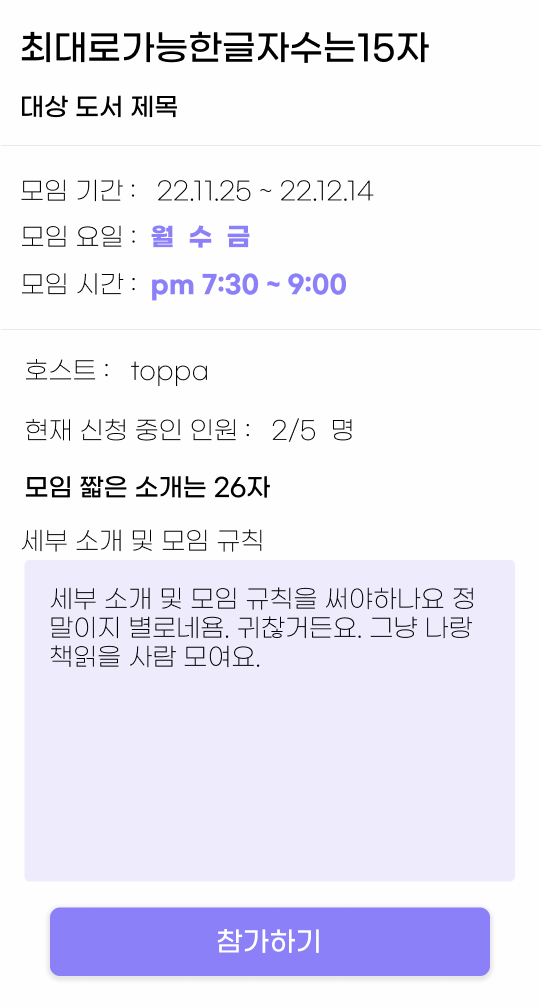 최대로가능한글자수는15자
대상 도서 제목
모임 기간 : 22.11.25 ~ 22.12.14
모임 요일 : 월 수 금
모임 시간 : pm 7:30 ~ 9:00
호스트 : toppa
현재 신청 중인 인원 : 2/5 명
모임 짧은 소개는 26자
세부 소개 및 모임 규칙
세부 소개 및 모임 규칙을 써야하나요 정
말이지 별로네욤. 귀찮거든요. 그냥 나랑
책읽을 사람 모여요.
참가하기